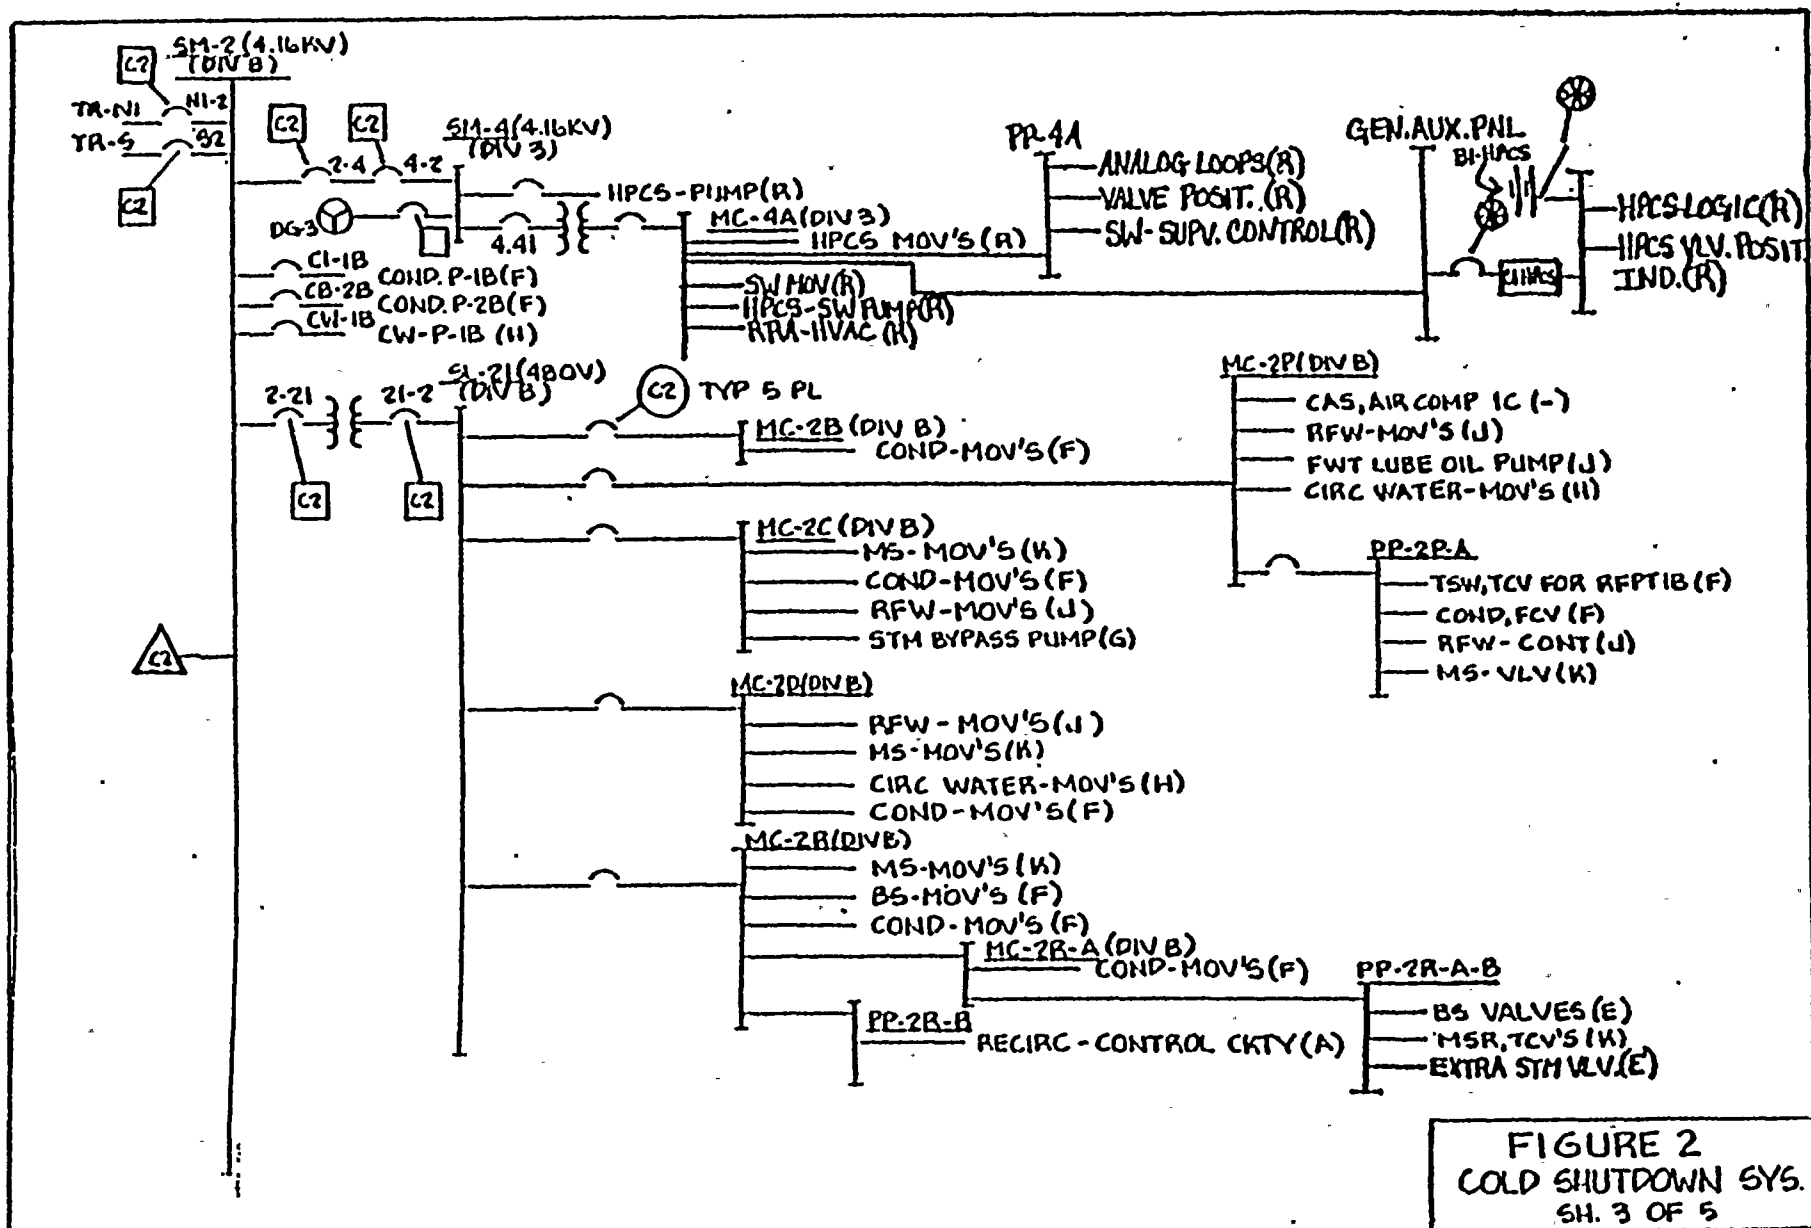 SM-2 (4.16KV)
(DIV B)
C2
TR-N1
N1-2
TR-S
S2
C2
C2
C2
2-4
4-2
SM-4 (4.16KV)
(DIV 3)
HPCS-PUMP(R)
DG-3
4.41
MC-4A(DIV 3)
HPCS MOV'S (R)
SW MOV(R)
HPCS-SW PUMP(R)
C1-1B
COND. P-1B(F)
CB-2B
COND. P-2B(F)
CW-1B
CW-P-1B (H)
PP-4A
ANALOG LOOPS(R)
VALVE POSIT. (R)
SW-SUPV. CONTROL(R)
GEN. AUX. PNL
B1-HPCS
C1-HPCS
HPCS-LOGIC(R)
HPCS VLV. POSIT
IND.(R)
2-21
21-2
SL-21(480V)
(DIV B)
C2
C2
C2
TYP 5 PL
MC-2B (DIV B)
COND-MOV'S (F)
MC-2P(DIV B)
CAS, AIR COMP 1C (-)
RFW-MOV'S (J)
FWT LUBE OIL PUMP(J)
CIRC WATER-MOV'S (H)
MC-2C (DIV B)
MS-MOV'S (K)
COND-MOV'S (F)
RFW-MOV'S (J)
STM BYPASS PUMP(G)
PP-2P-A
TSW, TCV FOR RFPT1B (F)
COND, FCV (F)
RFW-CONT (J)
MS-VLV (K)
C2
MC-2D(DIV B)
RFW-MOV'S (J)
MS-MOV'S (K)
CIRC WATER-MOV'S (H)
COND-MOV'S (F)
MC-2R(DIV B)
MS-MOV'S (K)
BS-MOV'S (F)
COND-MOV'S (F)
MC-2R-A (DIV B)
COND-MOV'S (F)
PP-2R-A-B
BS VALVES (E)
MSR, TCV'S (K)
EXTRA STM VLV.(E)
PP-2R-B
RECIRC-CONTROL CKTY (A)
FIGURE 2
COLD SHUTDOWN SYS.
SH. 3 OF 5